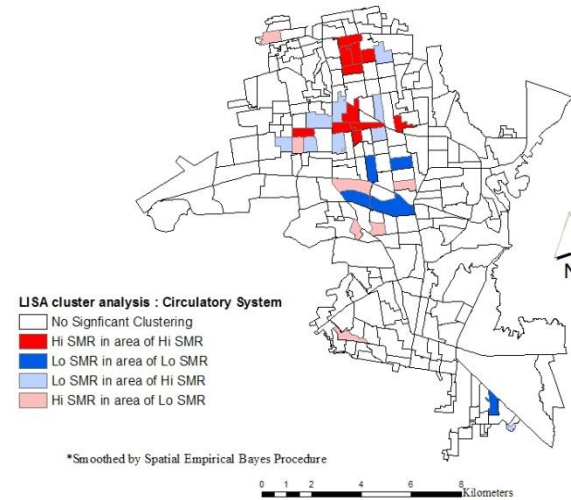 N
LISA cluster analysis : Circulatory System
No Signficant Clustering
Hi SMR in area of Hi SMR
Lo SMR in area of Lo SMR
Lo SMR in area of Hi SMR
Hi SMR in area of Lo SMR
*Smoothed by Spatial Empirical Bayes Procedure
0 1 2 4 6 8
Kilometers